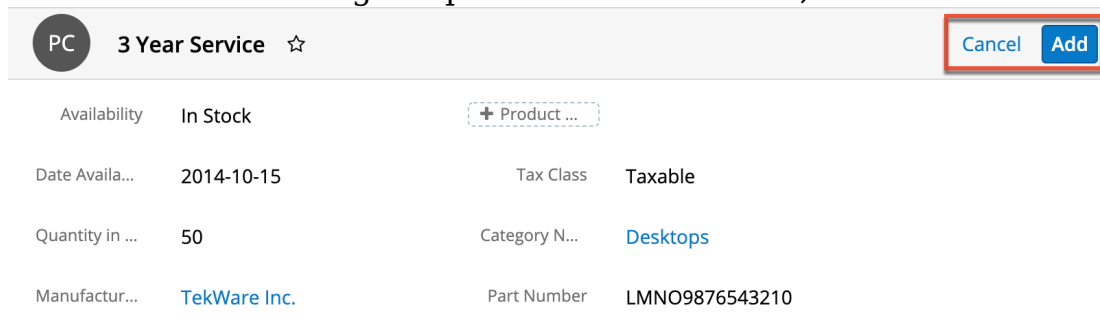 PC 3 Year Service Cancel Add
Availability In Stock + Product ...
Date Availa... 2014-10-15 Tax Class Taxable
Quantity in ... 50 Category N... Desktops
Manufactur... TekWare Inc. Part Number LMNO9876543210